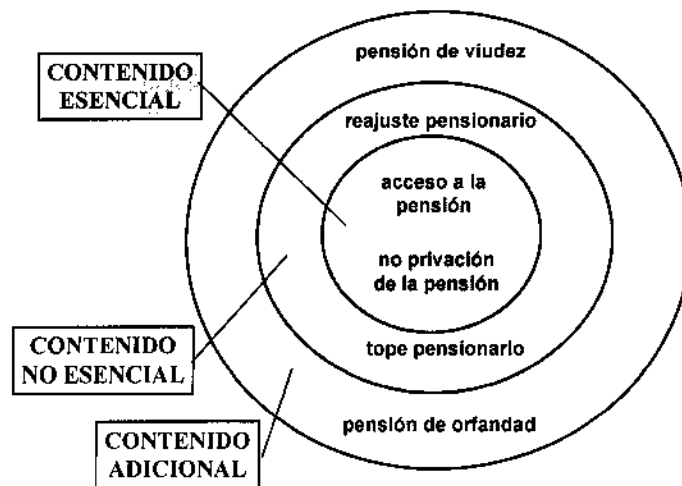 pensión de viudez
CONTENIDO
ESENCIAL
reajuste pensionario
acceso a la
pensión
no privación
de la pensión
CONTENIDO
NO ESENCIAL
tope pensionario
pensión de orfandad
CONTENIDO
ADICIONAL